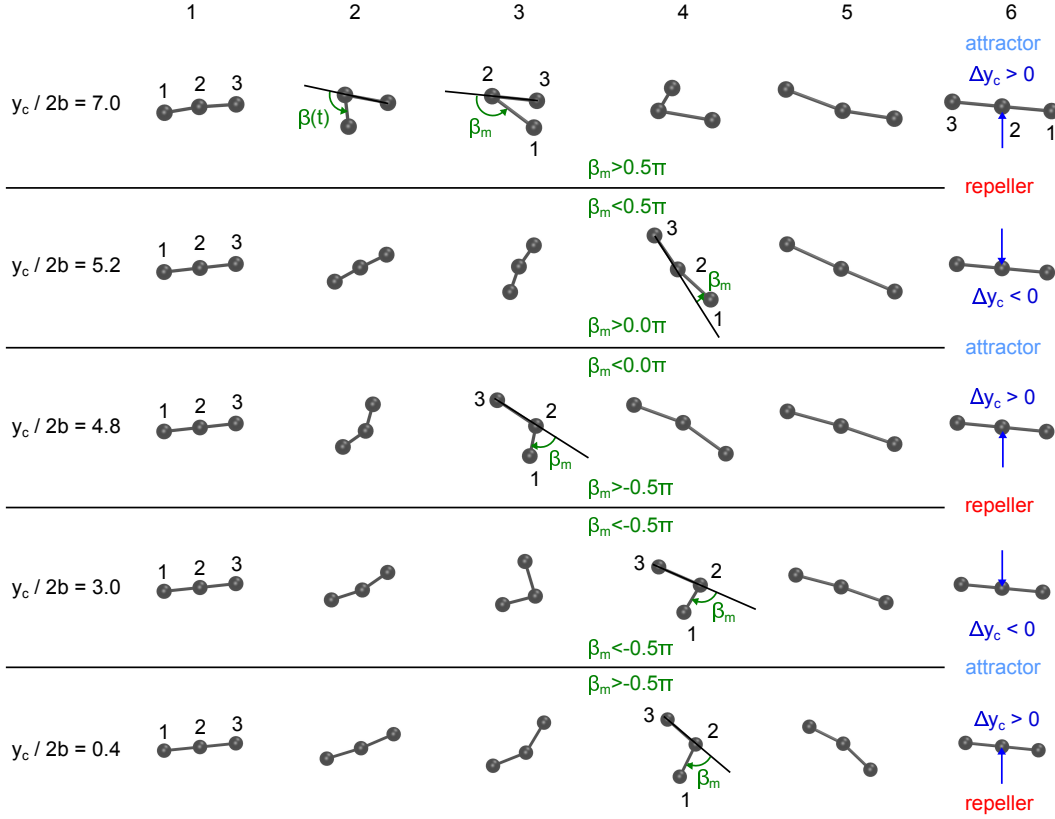 1 2 3 4 5 6
attractor
y_c / 2b = 7.0
1 2 3
β(t)
2 3
β_m
1
Δy_c > 0
3 2 1
β_m>0.5π
repeller
β_m<0.5π
y_c / 2b = 5.2
1 2 3
3
2
β_m
1
Δy_c < 0
β_m>0.0π
attractor
β_m<0.0π
y_c / 2b = 4.8
1 2 3
3 2
β_m
1
Δy_c > 0
β_m>-0.5π
repeller
β_m<-0.5π
y_c / 2b = 3.0
1 2 3
3 2
β_m
1
Δy_c < 0
β_m<-0.5π
attractor
β_m>-0.5π
y_c / 2b = 0.4
1 2 3
3 2
β_m
1
Δy_c > 0
repeller